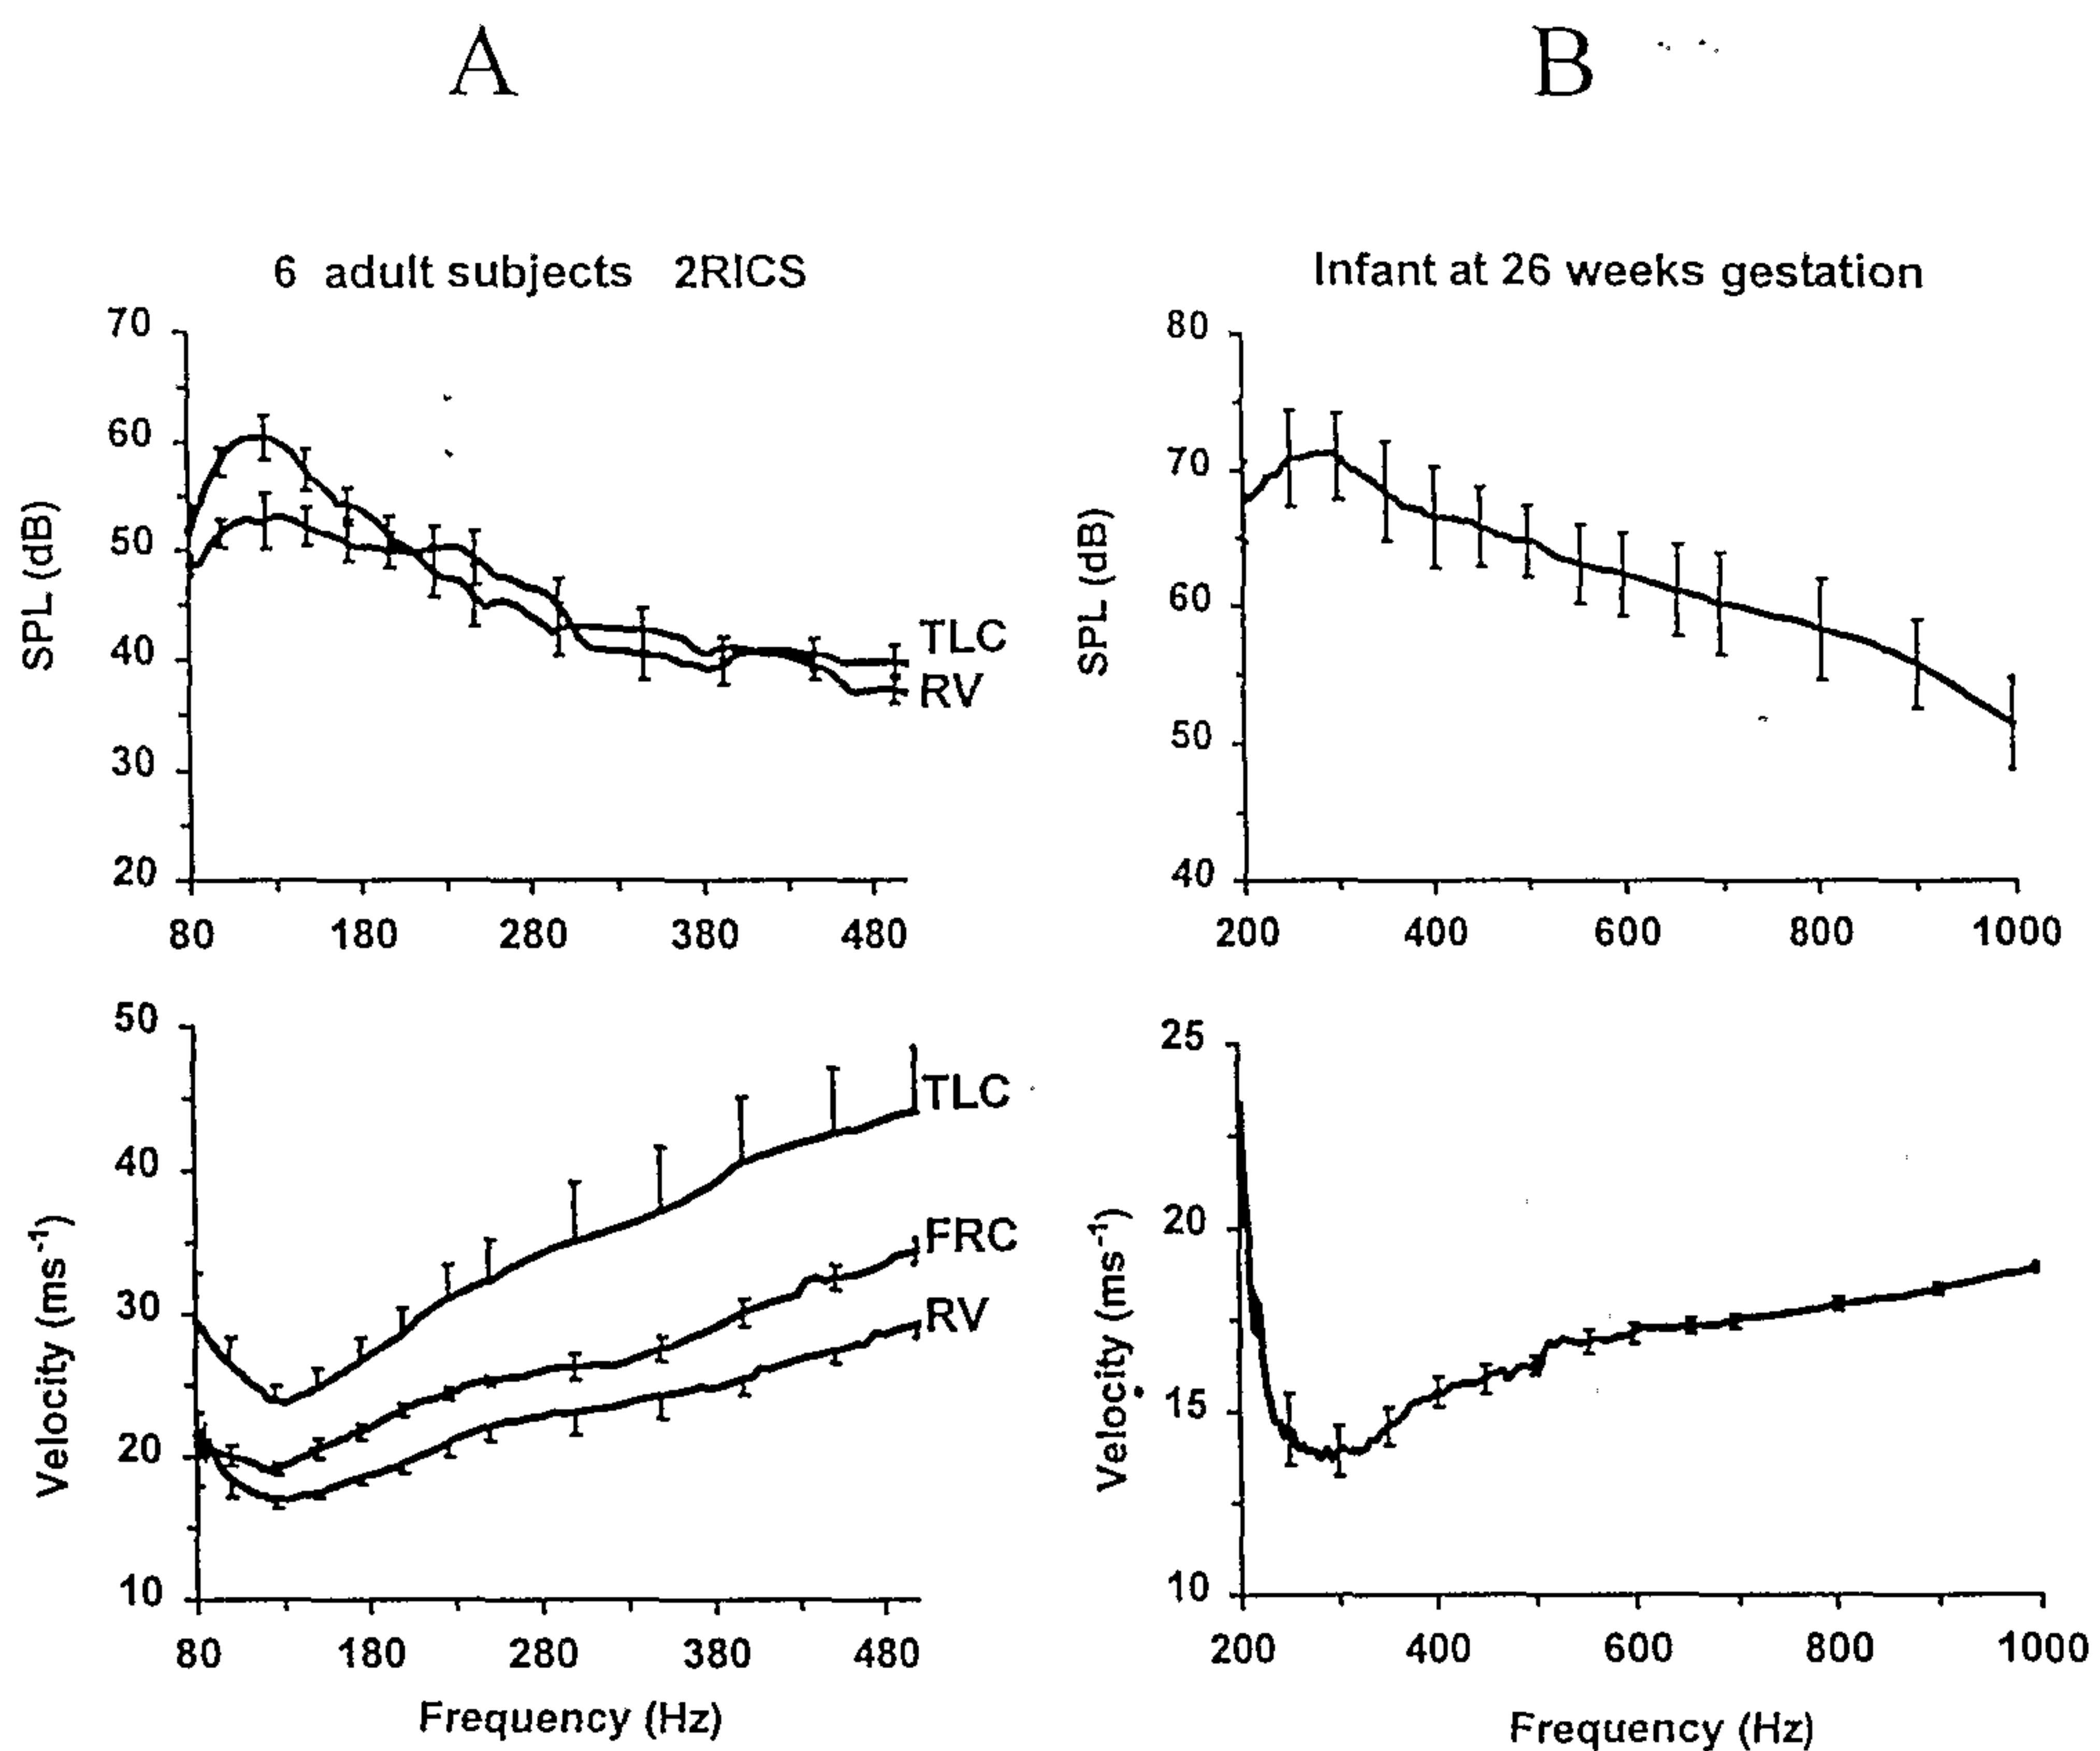 A
B
6 adult subjects 2RICS
70
60
50
40
30
20
SPL (dB)
TLC
RV
80 180 280 380 480
Infant at 26 weeks gestation
80
70
60
50
40
SPL (dB)
200 400 600 800 1000
50
40
30
20
10
Velocity (ms⁻¹)
TLC
FRC
RV
80 180 280 380 480
Frequency (Hz)
25
20
15
10
Velocity (ms⁻¹)
200 400 600 800 1000
Frequency (Hz)